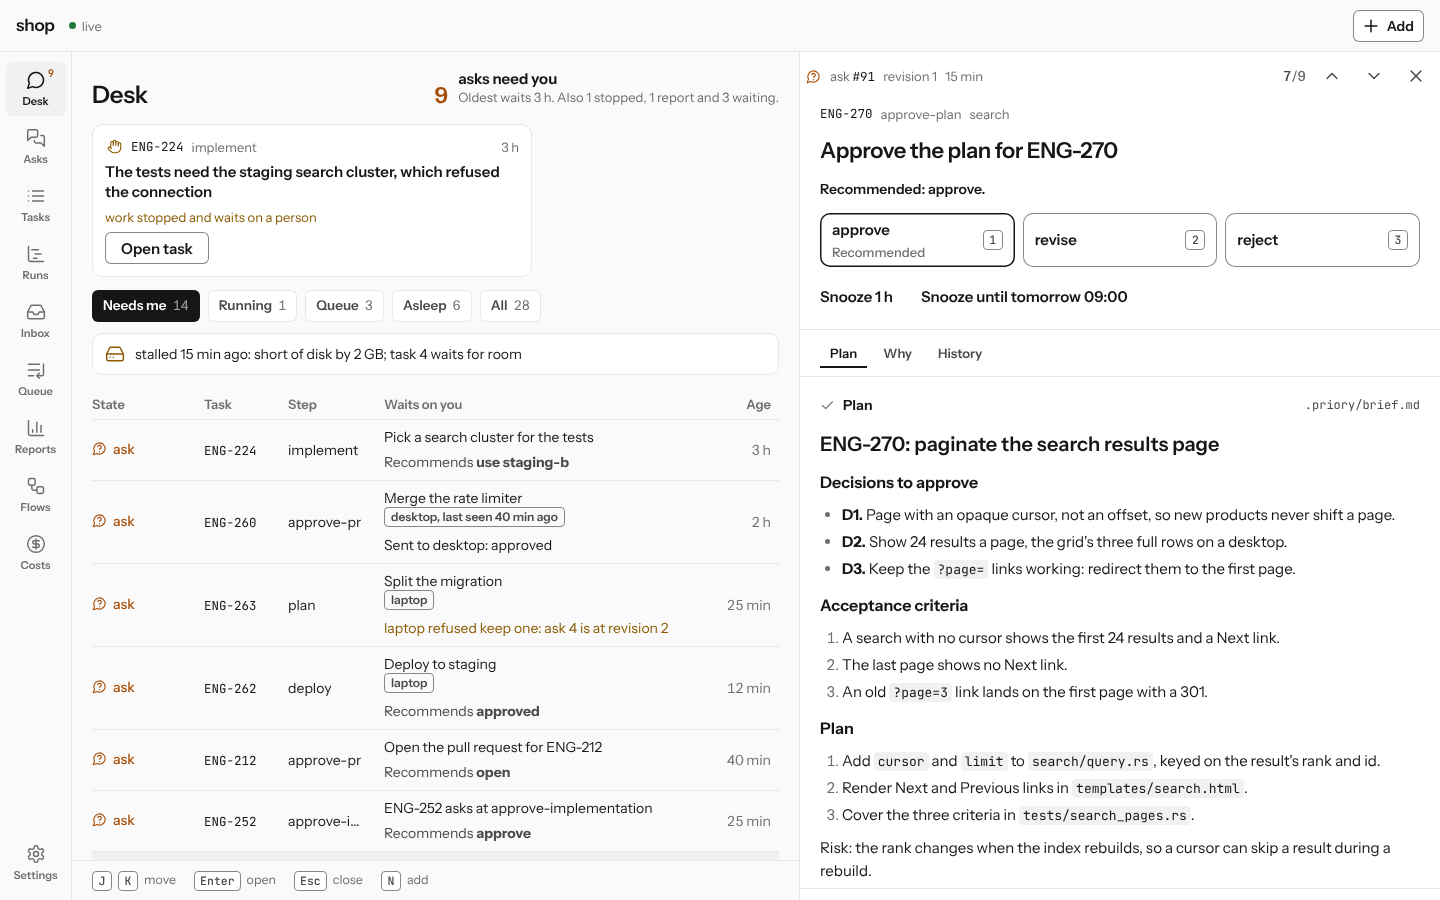 shop live
Add
Desk 9
Asks
Tasks
Runs
Inbox
Queue
Reports
Flows
Costs
Settings
Desk
9 asks need you
Oldest waits 3 h. Also 1 stopped, 1 report and 3 waiting.
ENG-224 implement 3 h
The tests need the staging search cluster, which refused
the connection
work stopped and waits on a person
Open task
Needs me 14 Running 1 Queue 3 Asleep 6 All 28
stalled 15 min ago: short of disk by 2 GB; task 4 waits for room
State Task Step Waits on you Age
ask ENG-224 implement Pick a search cluster for the tests 3 h
Recommends use staging-b
ask ENG-260 approve-pr Merge the rate limiter 2 h
desktop, last seen 40 min ago
Sent to desktop: approved
ask ENG-263 plan Split the migration 25 min
laptop
laptop refused keep one: ask 4 is at revision 2
ask ENG-262 deploy Deploy to staging 12 min
laptop
Recommends approved
ask ENG-212 approve-pr Open the pull request for ENG-212 40 min
Recommends open
ask ENG-252 approve-i... ENG-252 asks at approve-implementation 25 min
Recommends approve
J K move Enter open Esc close N add
ask #91 revision 1 15 min 7/9
ENG-270 approve-plan search
Approve the plan for ENG-270
Recommended: approve.
approve 1
Recommended
revise 2
reject 3
Snooze 1 h Snooze until tomorrow 09:00
Plan Why History
Plan .priory/brief.md
ENG-270: paginate the search results page
Decisions to approve
• D1. Page with an opaque cursor, not an offset, so new products never shift a page.
• D2. Show 24 results a page, the grid's three full rows on a desktop.
• D3. Keep the ?page= links working: redirect them to the first page.
Acceptance criteria
1. A search with no cursor shows the first 24 results and a Next link.
2. The last page shows no Next link.
3. An old ?page=3 link lands on the first page with a 301.
Plan
1. Add cursor and limit to search/query.rs, keyed on the result's rank and id.
2. Render Next and Previous links in templates/search.html.
3. Cover the three criteria in tests/search_pages.rs.
Risk: the rank changes when the index rebuilds, so a cursor can skip a result during a
rebuild.